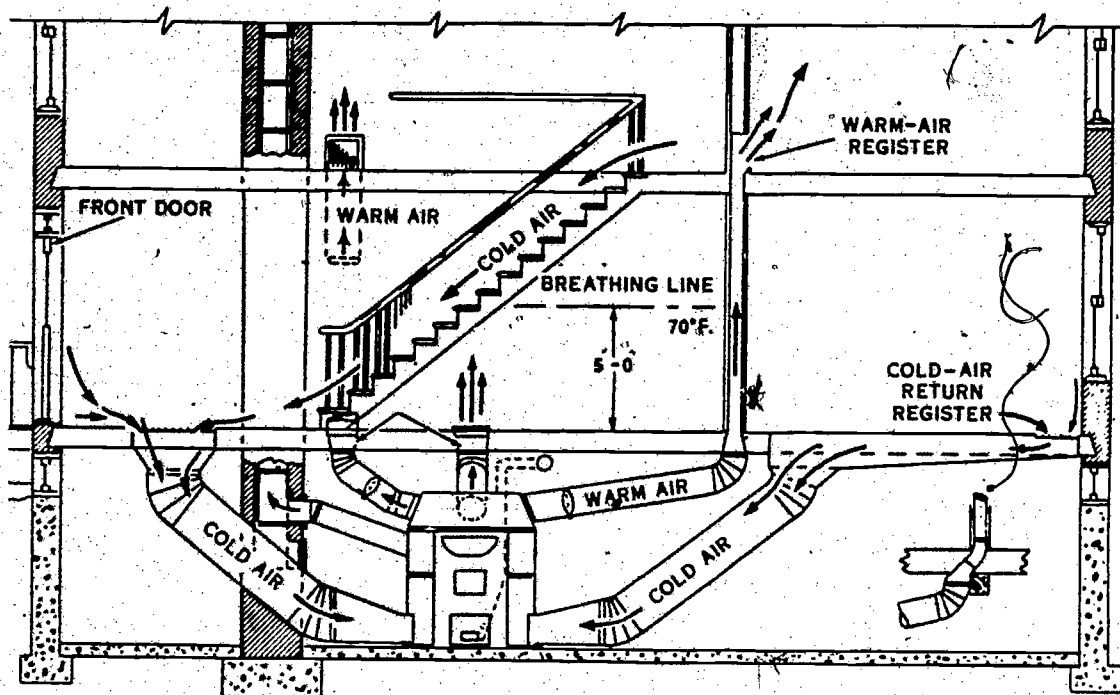 WARM-AIR
REGISTER
FRONT DOOR
WARM AIR
COLD AIR
BREATHING LINE
70°F.
5-0
COLD-AIR
RETURN
REGISTER
WARM AIR
COLD AIR
COLD AIR